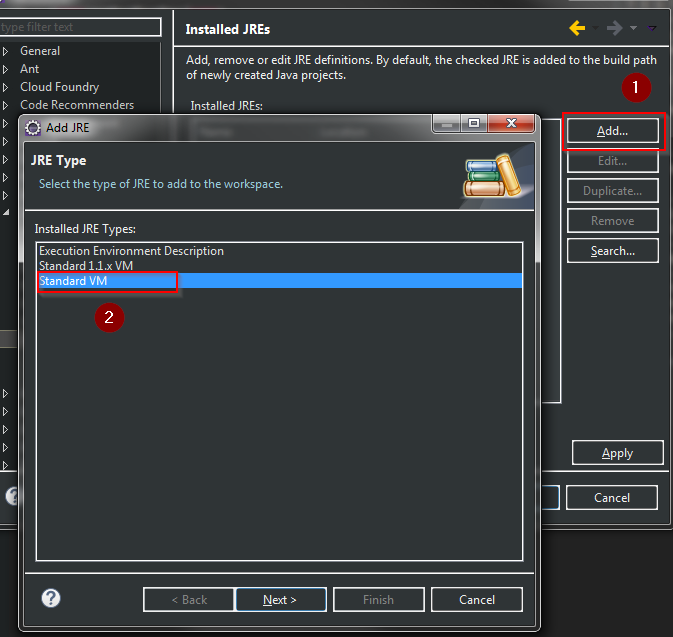 type filter text
Installed JREs
General
Ant
Cloud Foundry
Code Recommenders
Add, remove or edit JRE definitions. By default, the checked JRE is added to the build path
of newly created Java projects.
Installed JREs:
1
Add...
Edit...
Duplicate...
Remove
Search...
Apply
Cancel
Add JRE
JRE Type
Select the type of JRE to add to the workspace.
Installed JRE Types:
Execution Environment Description
Standard 1.1.x VM
Standard VM
2
?
< Back
Next >
Finish
Cancel